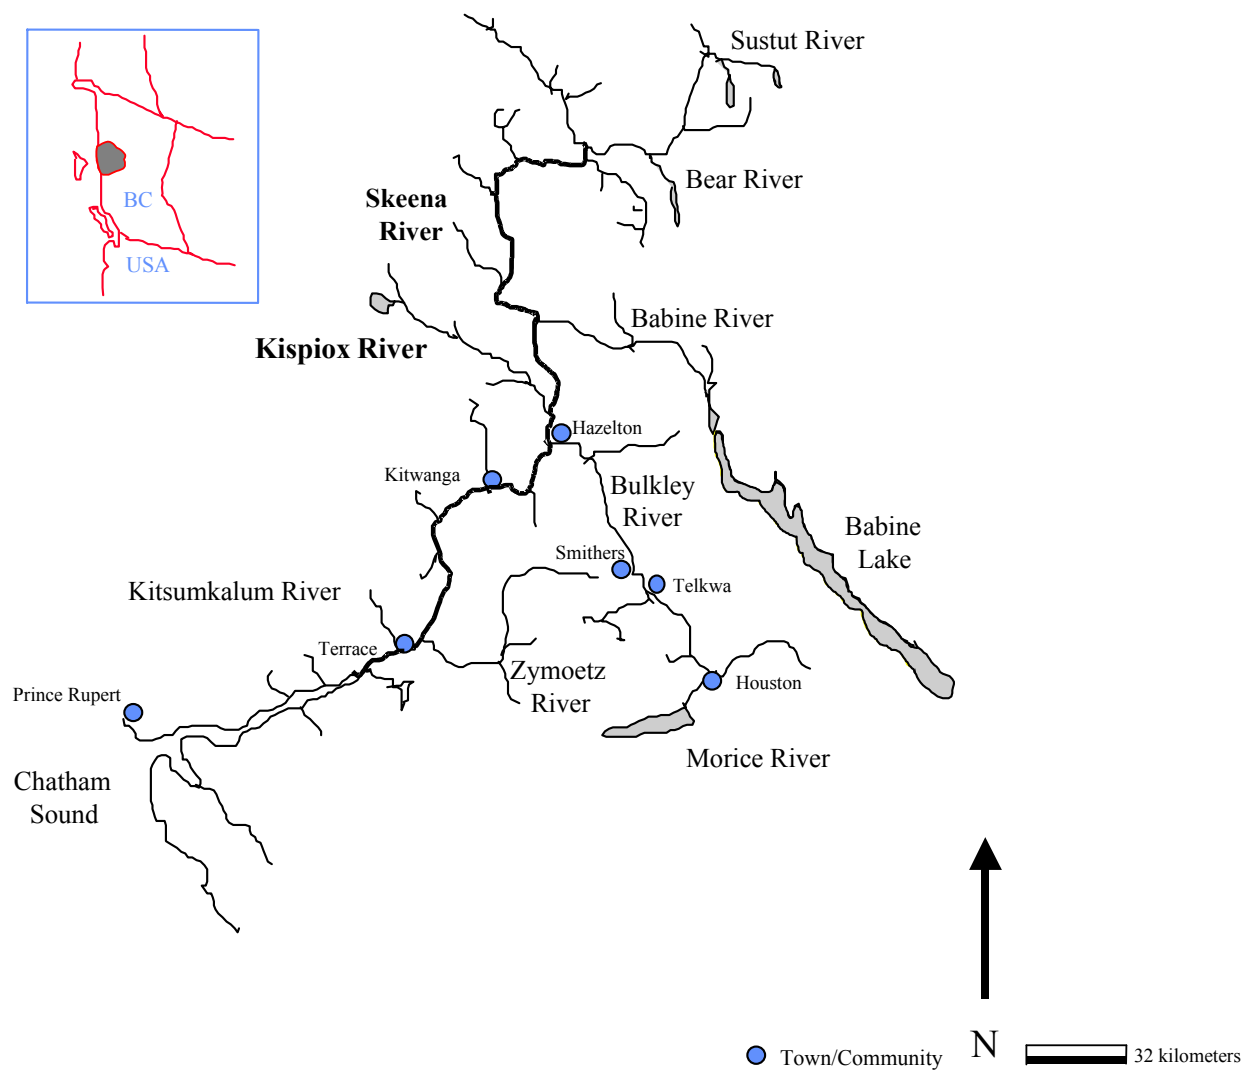 Sustut River
BC
USA
Bear River
Skeena
River
Babine River
Kispiox River
Hazelton
Kitwanga
Bulkley
River
Babine
Lake
Smithers
Telkwa
Kitsumkalum River
Terrace
Zymoetz
River
Houston
Prince Rupert
Morice River
Chatham
Sound
N
Town/Community
32 kilometers